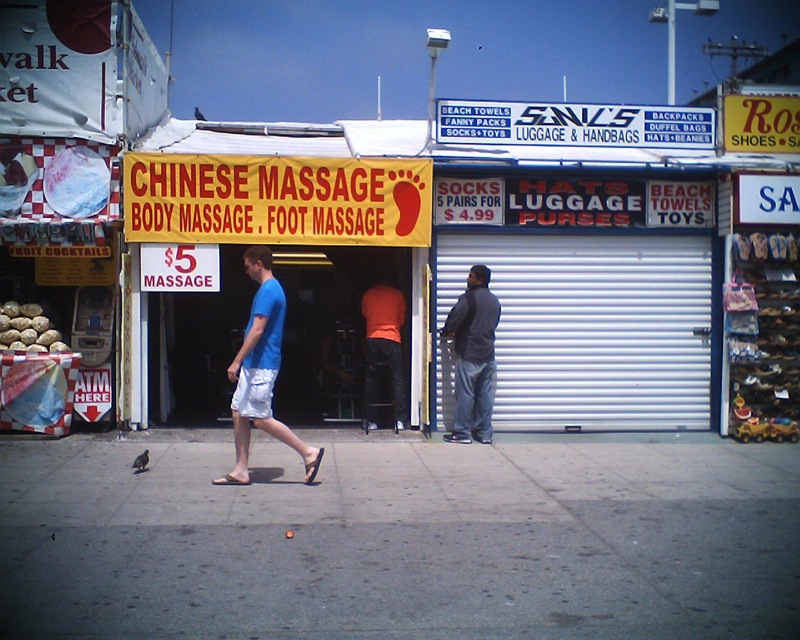 walk
ket
FRUIT COCKTAILS
ATM
HERE
CHINESE MASSAGE
BODY MASSAGE . FOOT MASSAGE
$5
MASSAGE
BEACH TOWELS
FANNY PACKS
SOCKS+TOYS
LUGGAGE & HANDBAGS
BACKPACKS
DUFFEL BAGS
HATS+BEANIES
SOCKS
5 PAIRS FOR
$ 4.99
HATS
LUGGAGE
PURSES
BEACH
TOWELS
TOYS
Ros
SHOES • SA
SA